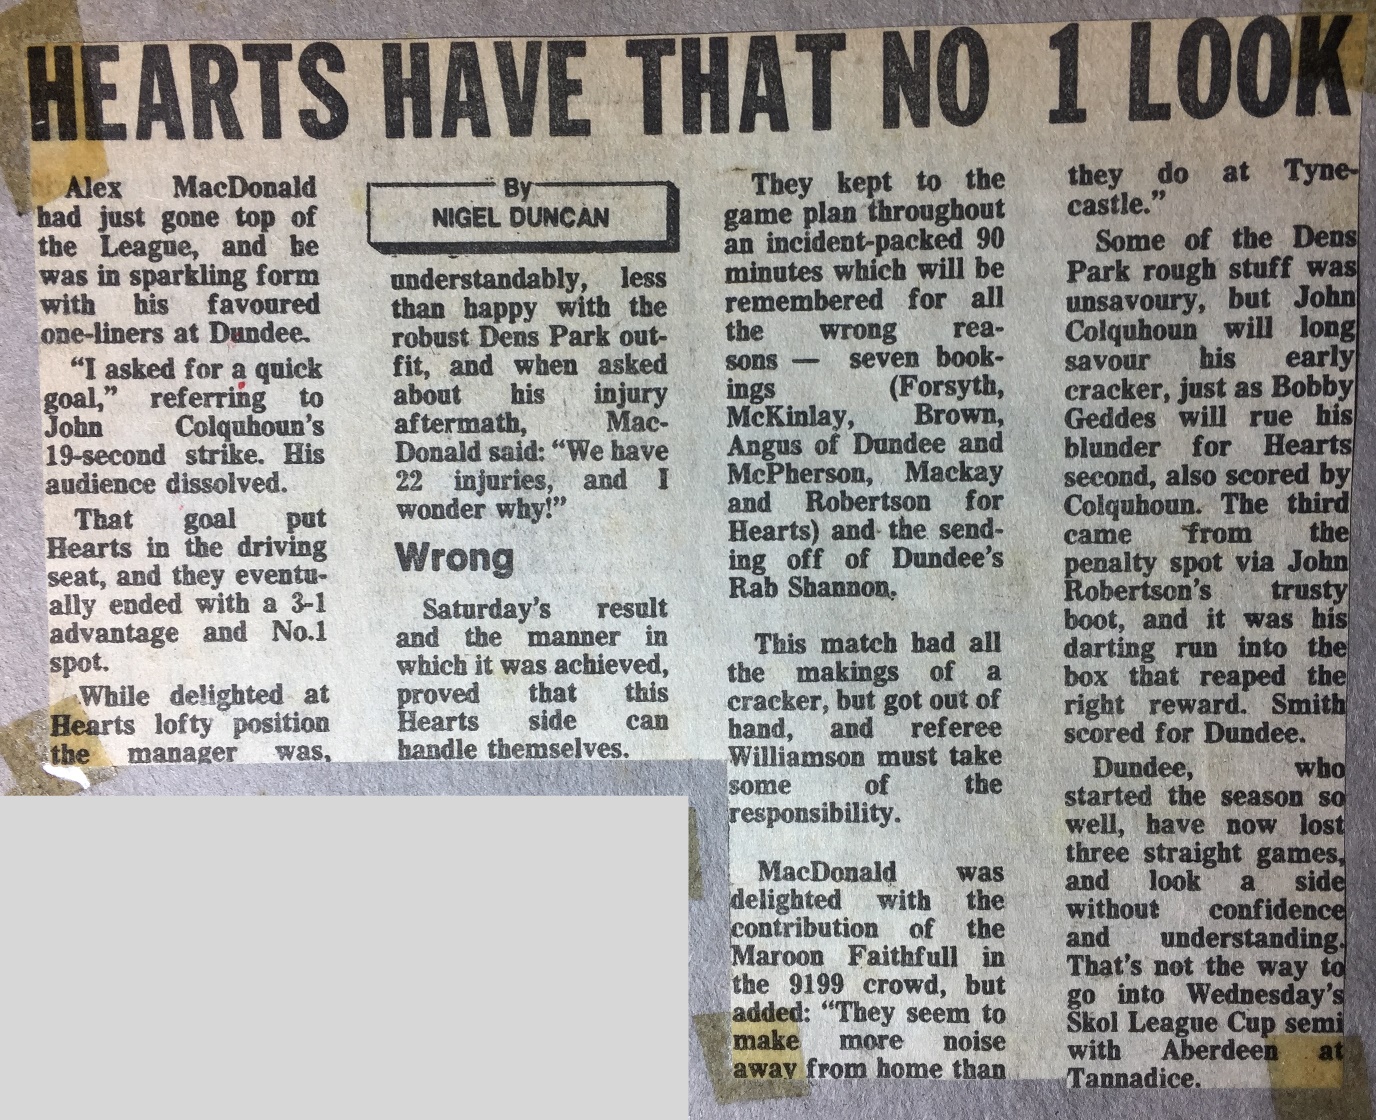 HEARTS HAVE THAT NO 1 LOOK
Alex MacDonald
had just gone top of
the League, and he
was in sparkling form
with his favoured
one-liners at Dundee.
“I asked for a quick
goal,” referring to
John Colquhoun's
19-second strike. His
audience dissolved.
That goal put
Hearts in the driving
seat, and they eventu-
ally ended with a 3-1
advantage and No.1
spot.
While delighted at
Hearts lofty position
the manager was,
By
NIGEL DUNCAN
understandably, less
than happy with the
robust Dens Park out-
fit, and when asked
about his injury
aftermath, Mac-
Donald said: “We have
22 injuries, and I
wonder why!”
Wrong
Saturday's result
and the manner in
which it was achieved,
proved that this
Hearts side can
handle themselves.
They kept to the
game plan throughout
an incident-packed 90
minutes which will be
remembered for all
the wrong rea-
sons — seven book-
ings (Forsyth,
McKinlay, Brown,
Angus of Dundee and
McPherson, Mackay
and Robertson for
Hearts) and the send-
ing off of Dundee's
Rab Shannon.
This match had all
the makings of a
cracker, but got out of
hand, and referee
Williamson must take
some of the
responsibility.
MacDonald was
delighted with the
contribution of the
Maroon Faithfull in
the 9199 crowd, but
added: “They seem to
make more noise
away from home than
they do at Tyne-
castle.”
Some of the Dens
Park rough stuff was
unsavoury, but John
Colquhoun will long
savour his early
cracker, just as Bobby
Geddes will rue his
blunder for Hearts
second, also scored by
Colquhoun. The third
came from the
penalty spot via John
Robertson's trusty
boot, and it was his
darting run into the
box that reaped the
right reward. Smith
scored for Dundee.
Dundee, who
started the season so
well, have now lost
three straight games,
and look a side
without confidence
and understanding.
That's not the way to
go into Wednesday's
Skol League Cup semi
with Aberdeen at
Tannadice.